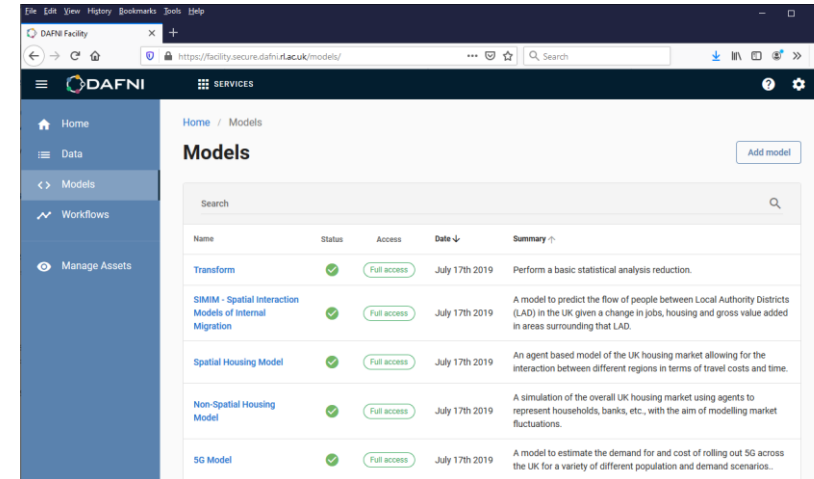 File Edit View History Bookmarks Tools Help
DAFNI Facility
https://facility.secure.dafni.rl.ac.uk/models/
Search
DAFNI
SERVICES
Home
Data
Models
Workflows
Manage Assets
Home / Models
Models
Add model
Search
Name Status Access Date Summary
Transform Full access July 17th 2019 Perform a basic statistical analysis reduction.
SIMIM - Spatial Interaction
Models of Internal
Migration
Full access July 17th 2019
A model to predict the flow of people between Local Authority Districts
(LAD) in the UK given a change in jobs, housing and gross value added
in areas surrounding that LAD.
Spatial Housing Model Full access July 17th 2019
An agent based model of the UK housing market allowing for the
interaction between different regions in terms of travel costs and time.
Non-Spatial Housing
Model
Full access July 17th 2019
A simulation of the overall UK housing market using agents to
represent households, banks, etc., with the aim of modelling market
fluctuations.
5G Model Full access July 17th 2019
A model to estimate the demand for and cost of rolling out 5G across
the UK for a variety of different population and demand scenarios..